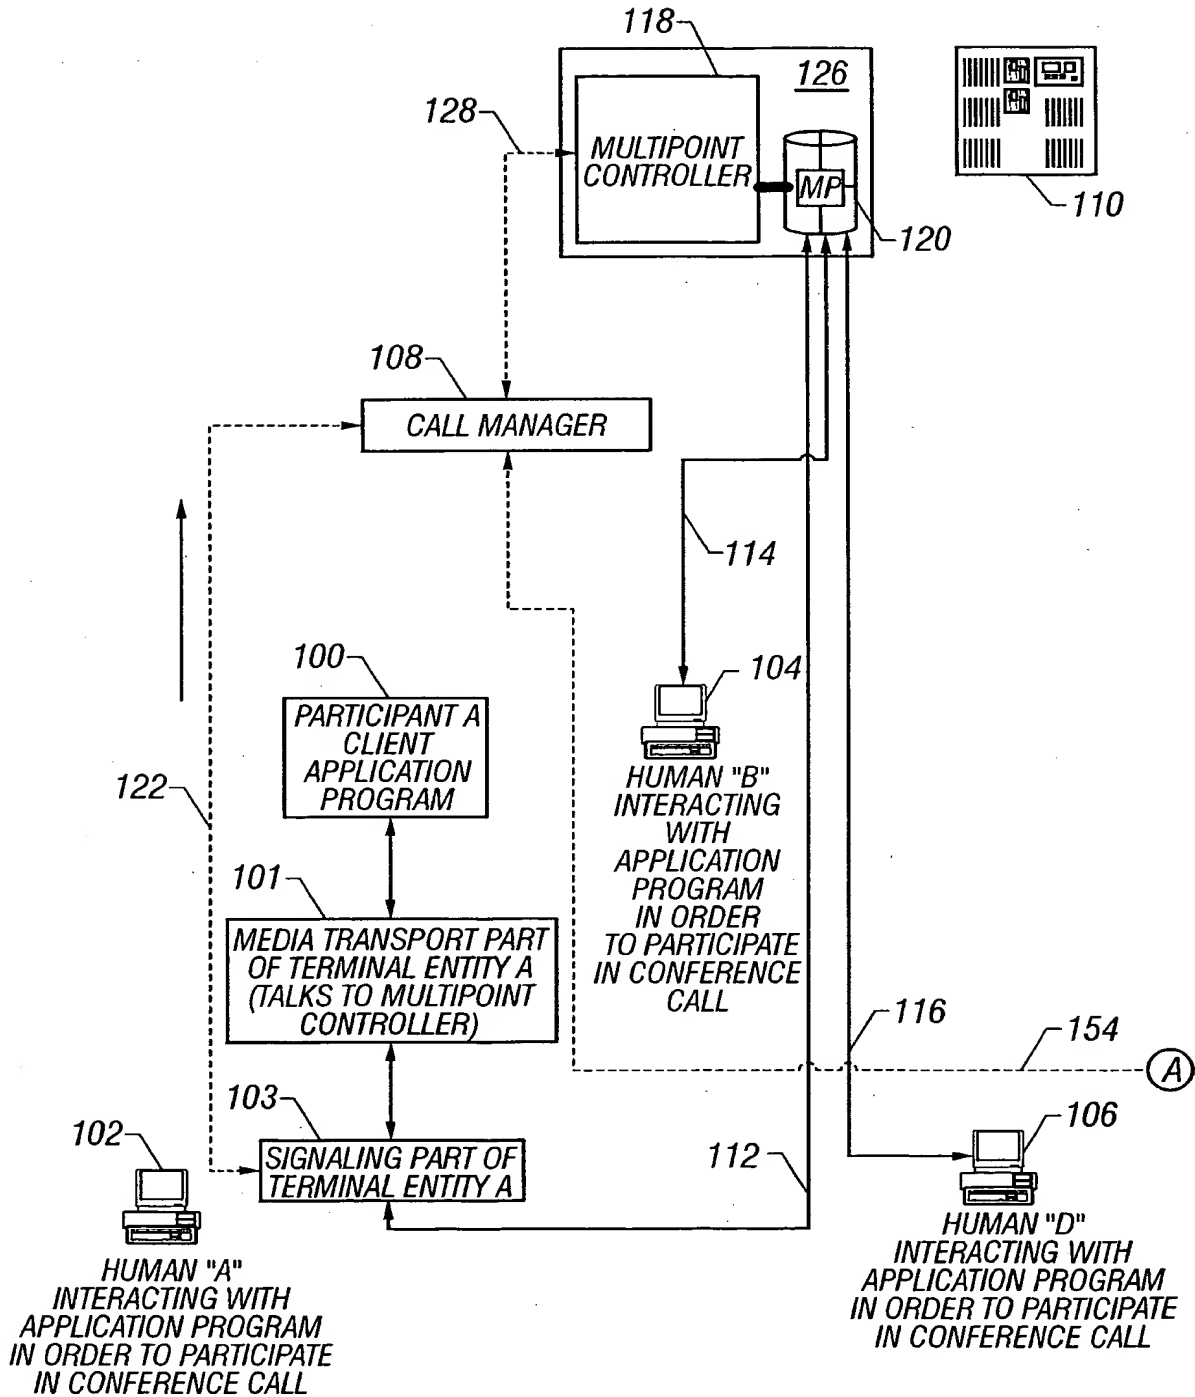 118
126
128
MULTIPOINT
CONTROLLER
MP
110
120
108
CALL MANAGER
114
100
104
PARTICIPANT A
CLIENT
APPLICATION
PROGRAM
HUMAN "B"
INTERACTING
WITH
APPLICATION
PROGRAM
IN ORDER
TO PARTICIPATE
IN CONFERENCE
CALL
122
101
MEDIA TRANSPORT PART
OF TERMINAL ENTITY A
(TALKS TO MULTIPOINT
CONTROLLER)
116
154
A
103
102
SIGNALING PART OF
TERMINAL ENTITY A
112
106
HUMAN "A"
INTERACTING WITH
APPLICATION PROGRAM
IN ORDER TO PARTICIPATE
IN CONFERENCE CALL
HUMAN "D"
INTERACTING WITH
APPLICATION PROGRAM
IN ORDER TO PARTICIPATE
IN CONFERENCE CALL